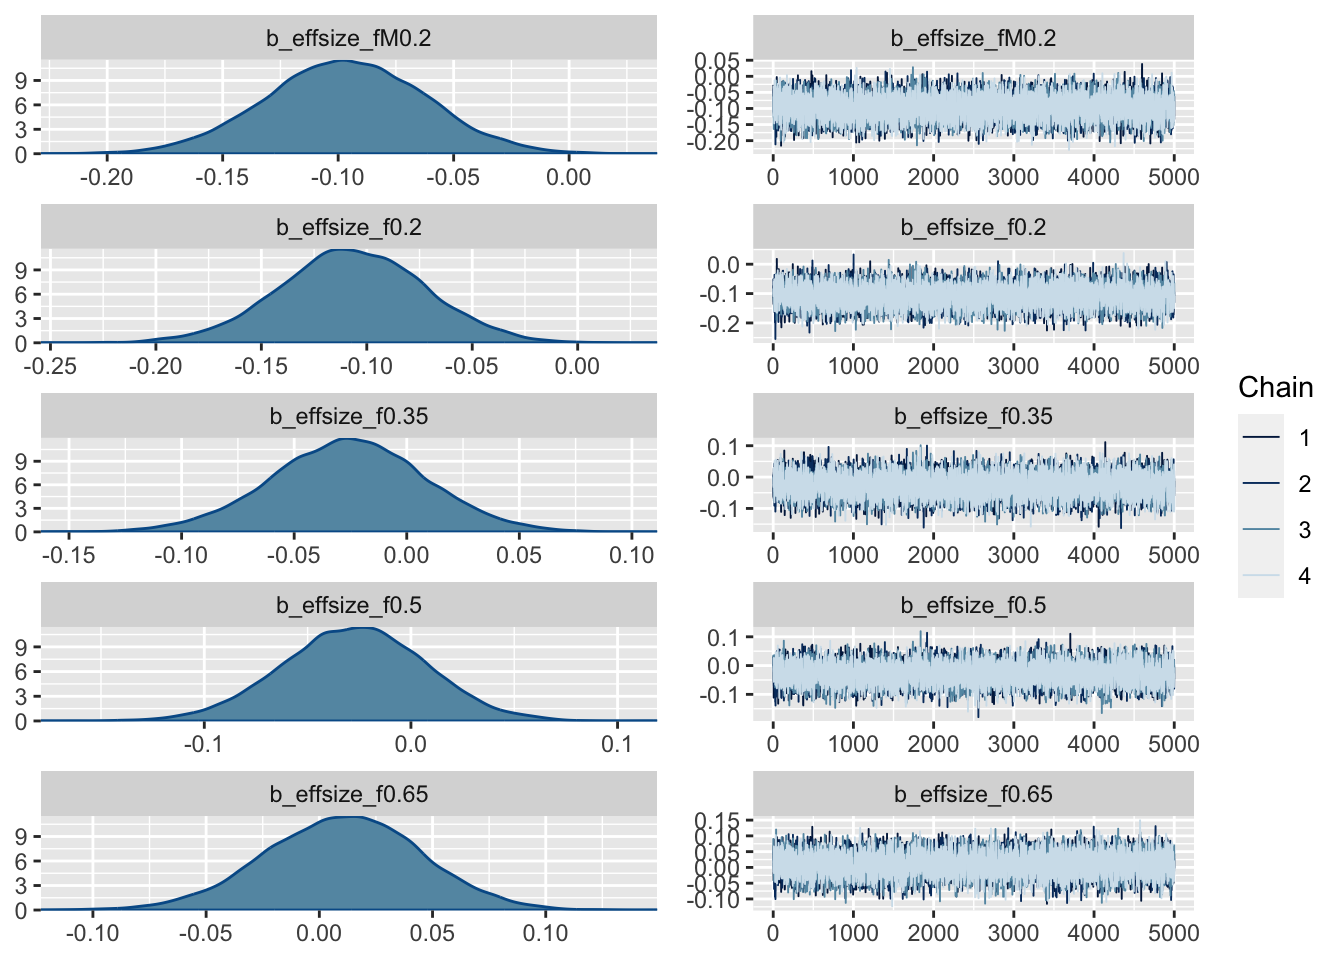 b_effsize_fM0.2
9
6
3
0
-0.20 -0.15 -0.10 -0.05 0.00
b_effsize_fM0.2
0.05
0.00
-0.05
-0.10
-0.15
-0.20
0 1000 2000 3000 4000 5000
b_effsize_f0.2
9
6
3
0
-0.25 -0.20 -0.15 -0.10 -0.05 0.00
b_effsize_f0.2
0.0
-0.1
-0.2
0 1000 2000 3000 4000 5000
b_effsize_f0.35
9
6
3
0
-0.15 -0.10 -0.05 0.00 0.05 0.10
b_effsize_f0.35
0.1
0.0
-0.1
0 1000 2000 3000 4000 5000
b_effsize_f0.5
9
6
3
0
-0.1 0.0 0.1
b_effsize_f0.5
0.1
0.0
-0.1
0 1000 2000 3000 4000 5000
b_effsize_f0.65
9
6
3
0
-0.10 -0.05 0.00 0.05 0.10
b_effsize_f0.65
0.15
0.10
0.05
0.00
-0.05
-0.10
0 1000 2000 3000 4000 5000
Chain
1
2
3
4